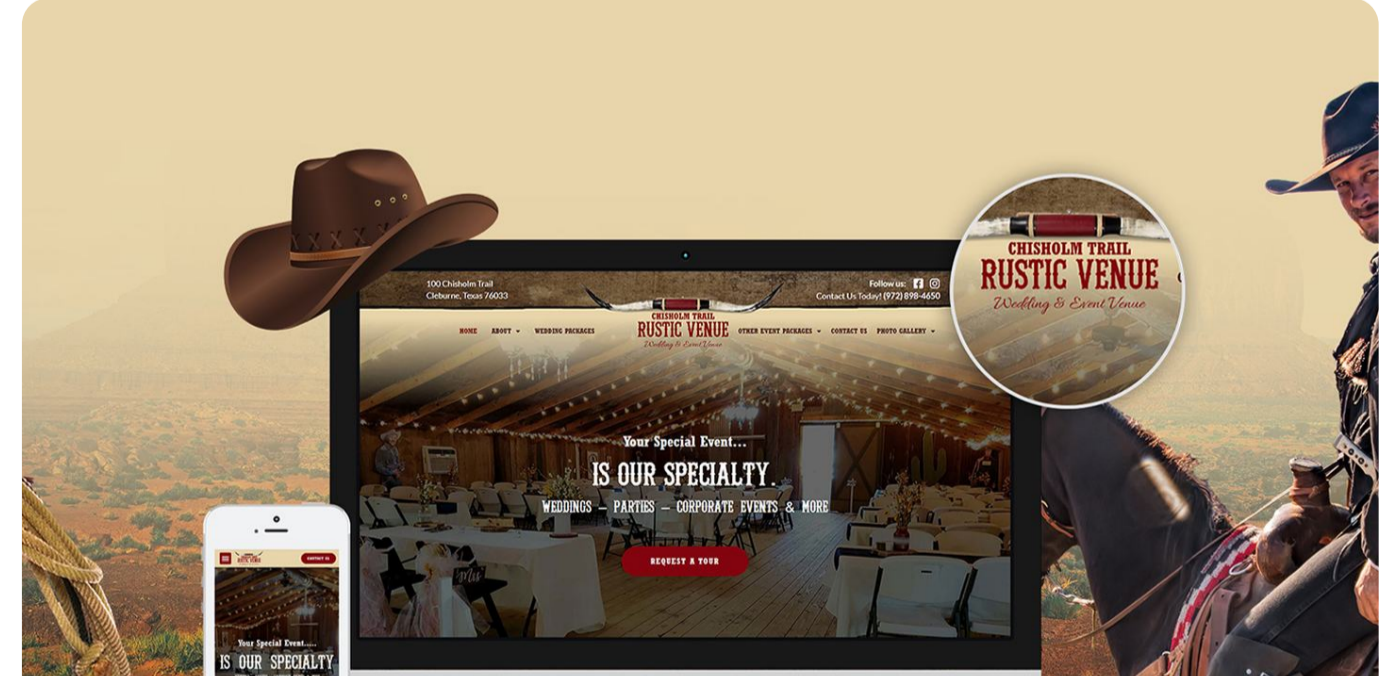 100 Chisholm Trail
Cleburne, Texas 76033
Follow us:
Contact Us Today! (972) 898-4650
HOME
ABOUT
WEDDING PACKAGES
CHISHOLM TRAIL
RUSTIC VENUE
Wedding & Event Venue
OTHER EVENT PACKAGES
CONTACT US
PHOTO GALLERY
CHISHOLM TRAIL
RUSTIC VENUE
Wedding & Event Venue
Your Special Event...
IS OUR SPECIALTY.
WEDDINGS – PARTIES – CORPORATE EVENTS & MORE
REQUEST A TOUR
Mrs
RUSTIC VENUE
CONTACT US
Your Special Event.....
IS OUR SPECIALTY